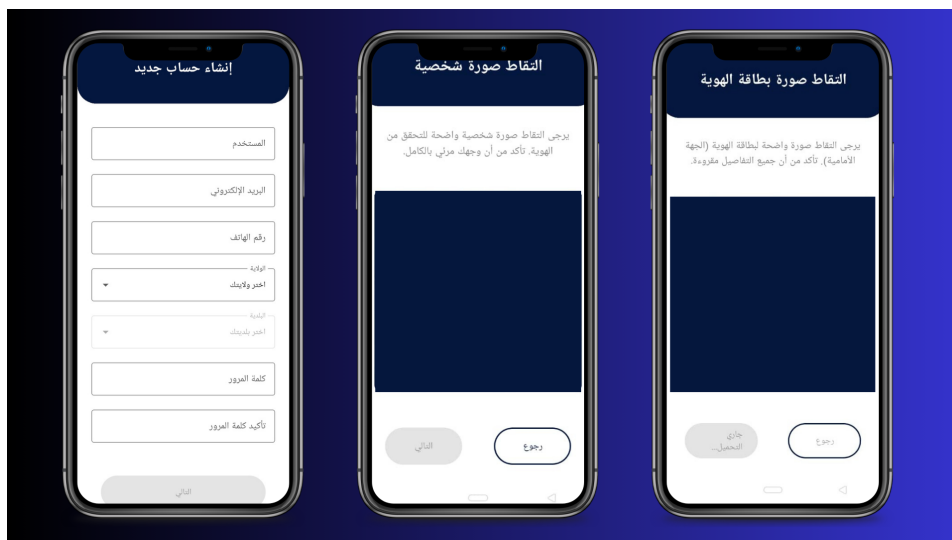 إنشاء حساب جديد
المستخدم
البريد الإلكتروني
رقم الهاتف
الولاية
اختر ولايتك
البلدية
اختر بلديتك
كلمة المرور
تأكيد كلمة المرور
التالي
التقاط صورة شخصية
يرجى التقاط صورة شخصية واضحة للتحقق من
الهوية. تأكد من أن وجهك مرئي بالكامل.
رجوع
التالي
التقاط صورة بطاقة الهوية
يرجى التقاط صورة واضحة لبطاقة الهوية (الجهة
الأمامية). تأكد من أن جميع التفاصيل مقروءة.
رجوع
جاري
التحميل...